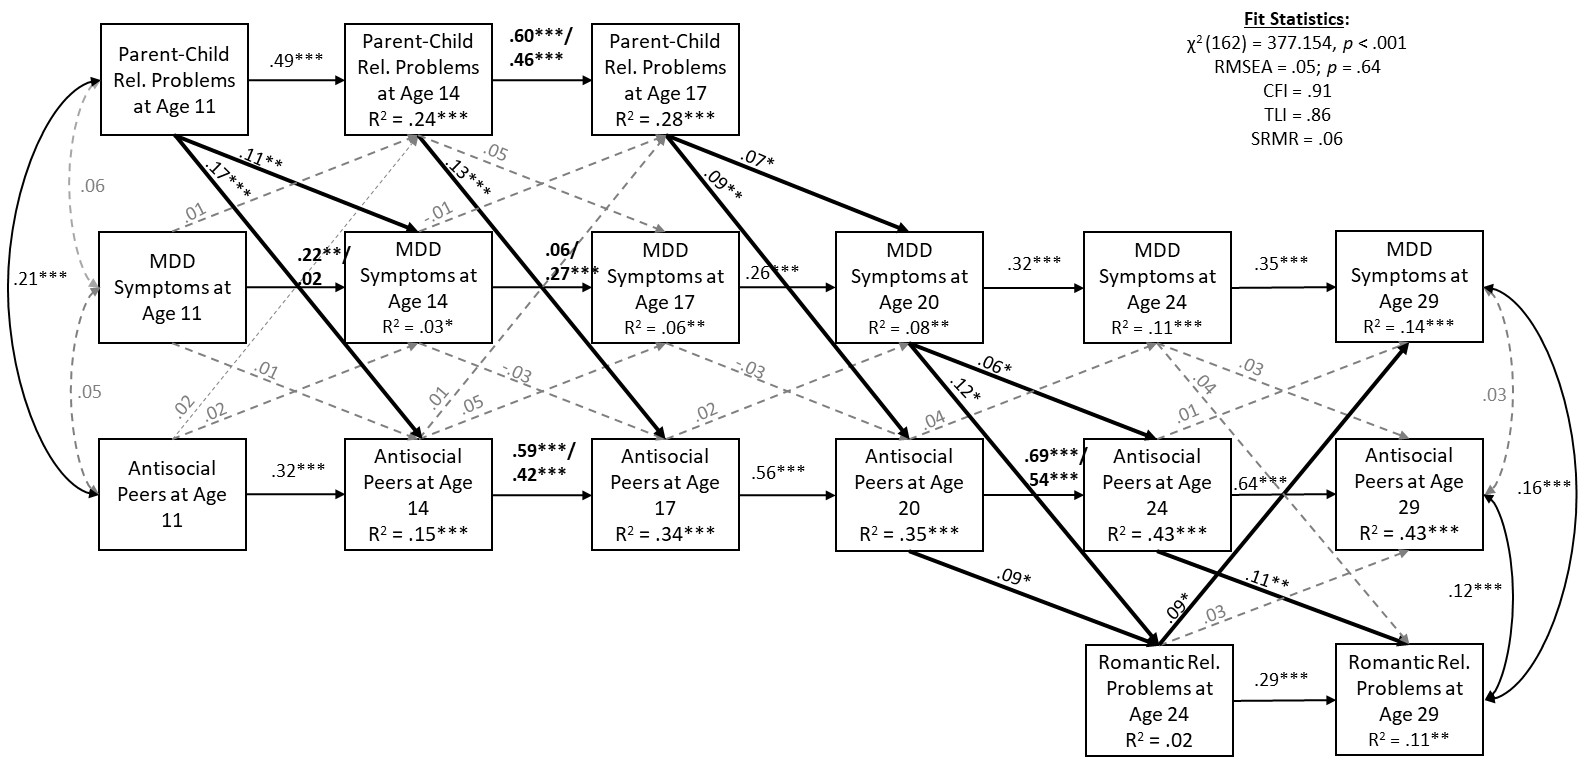 Fit Statistics:
χ² (162) = 377.154, p < .001
RMSEA = .05; p = .64
CFI = .91
TLI = .86
SRMR = .06
Parent-Child
Rel. Problems
at Age 11
.49***
Parent-Child
Rel. Problems
at Age 14
R² = .24***
.60***/
.46***
Parent-Child
Rel. Problems
at Age 17
R² = .28***
.06
.21***
.05
.11**
.17***
.01
.05
.13***
-.01
.07*
.09**
MDD
Symptoms at
Age 11
.22**/
.02
MDD
Symptoms at
Age 14
R² = .03*
.06/
.27***
MDD
Symptoms at
Age 17
R² = .06**
.26***
MDD
Symptoms at
Age 20
R² = .08**
.32***
MDD
Symptoms at
Age 24
R² = .11***
.35***
MDD
Symptoms at
Age 29
R² = .14***
.01
.02
.02
-.03
.01
.05
-.03
.02
.06*
.12*
.04
.03
.04
.01
.03
Antisocial
Peers at Age
11
.32***
Antisocial
Peers at Age
14
R² = .15***
.59***/
.42***
Antisocial
Peers at Age
17
R² = .34***
.56***
Antisocial
Peers at Age
20
R² = .35***
.69***/
.54***
Antisocial
Peers at Age
24
R² = .43***
.64***
Antisocial
Peers at Age
29
R² = .43***
.16***
.12***
.09*
.11**
.09*
.03
Romantic Rel.
Problems at
Age 24
R² = .02
.29***
Romantic Rel.
Problems at
Age 29
R² = .11**